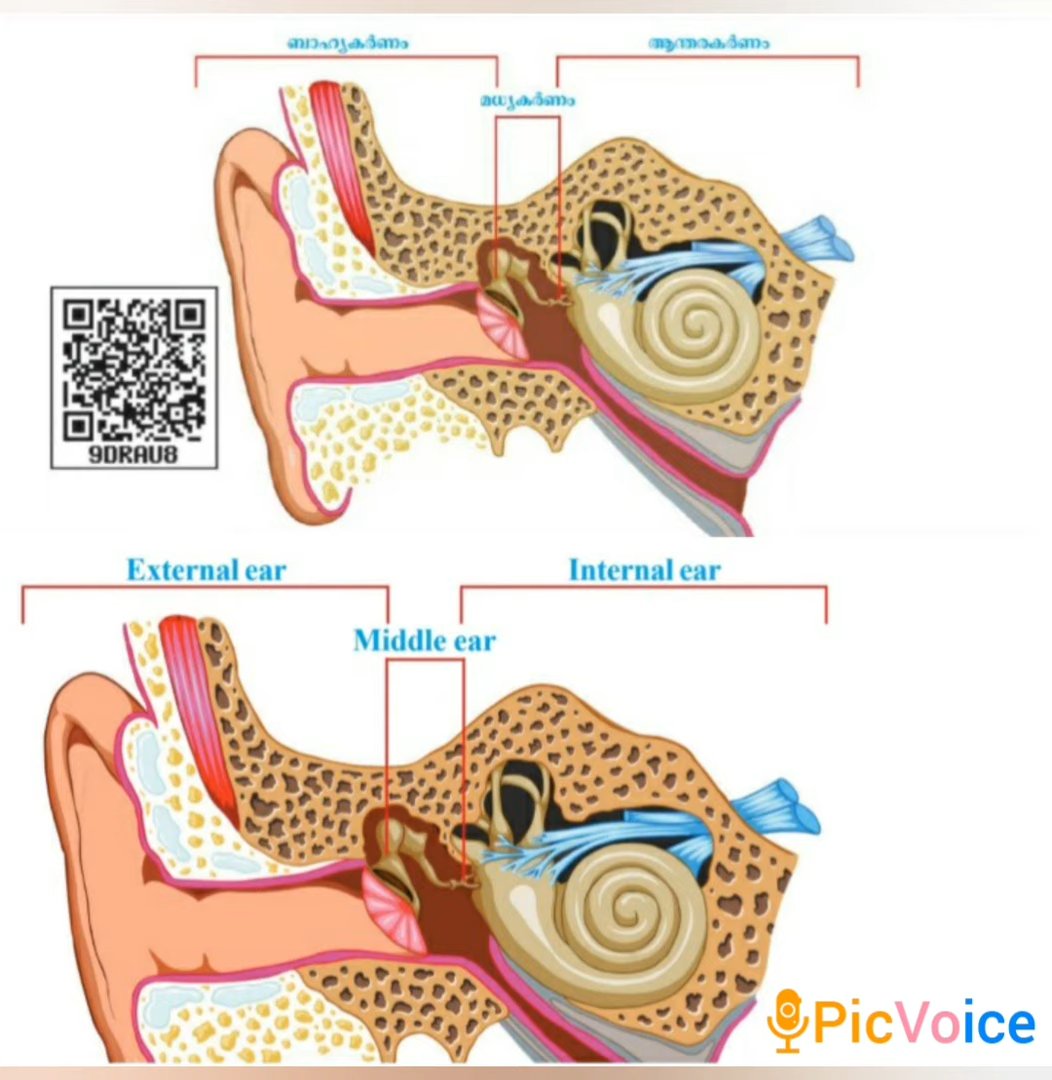 ബാഹ്യകർണം
ആന്തരകർണം
മധ്യകർണം
9DRAU8
External ear
Internal ear
Middle ear
PicVoice